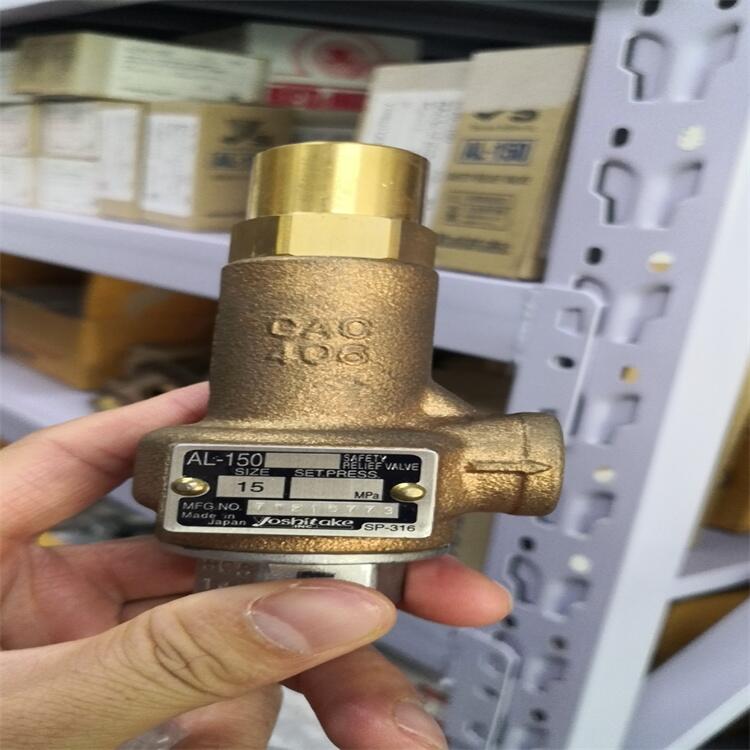 AL-150
CAC
406
AL-150
SAFETY
RELIEF VALVE
SIZE
SET.PRESS.
15
MPa
MFG.NO.
Made in
Japan
Yoshitake
INC.
SP-316